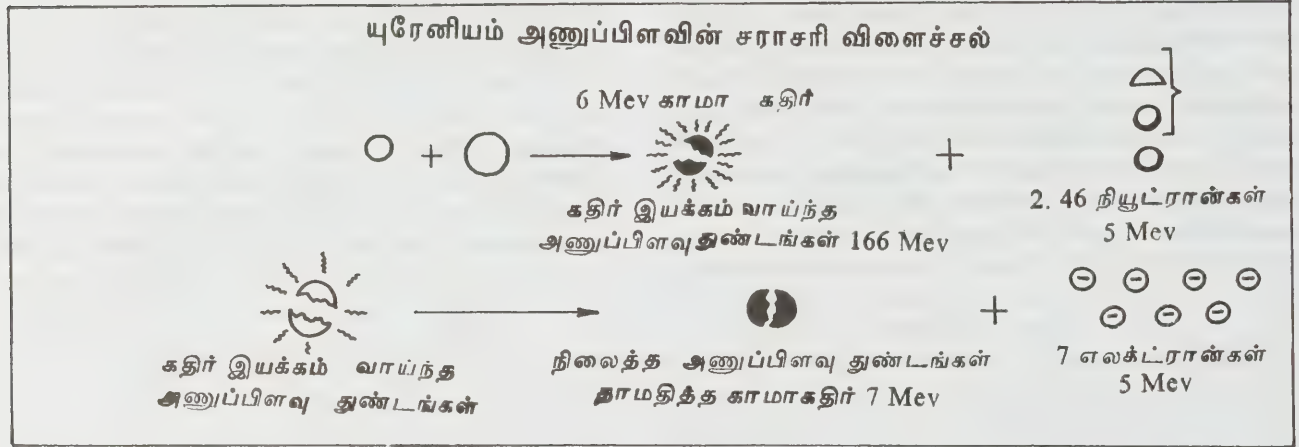 யுரேனியம் அணுப்பிளவின் சராசரி விளைச்சல்
6 Mev காமா கதிர்
+
+
கதிர் இயக்கம் வாய்ந்த
அணுப்பிளவு துண்டங்கள் 166 Mev
2. 46 நியூட்ரான்கள்
5 Mev
+
கதிர் இயக்கம் வாய்ந்த
அணுப்பிளவு துண்டங்கள்
நிலைத்த அணுப்பிளவு துண்டங்கள்
தாமதித்த காமாகதிர் 7 Mev
7 எலக்ட்ரான்கள்
5 Mev